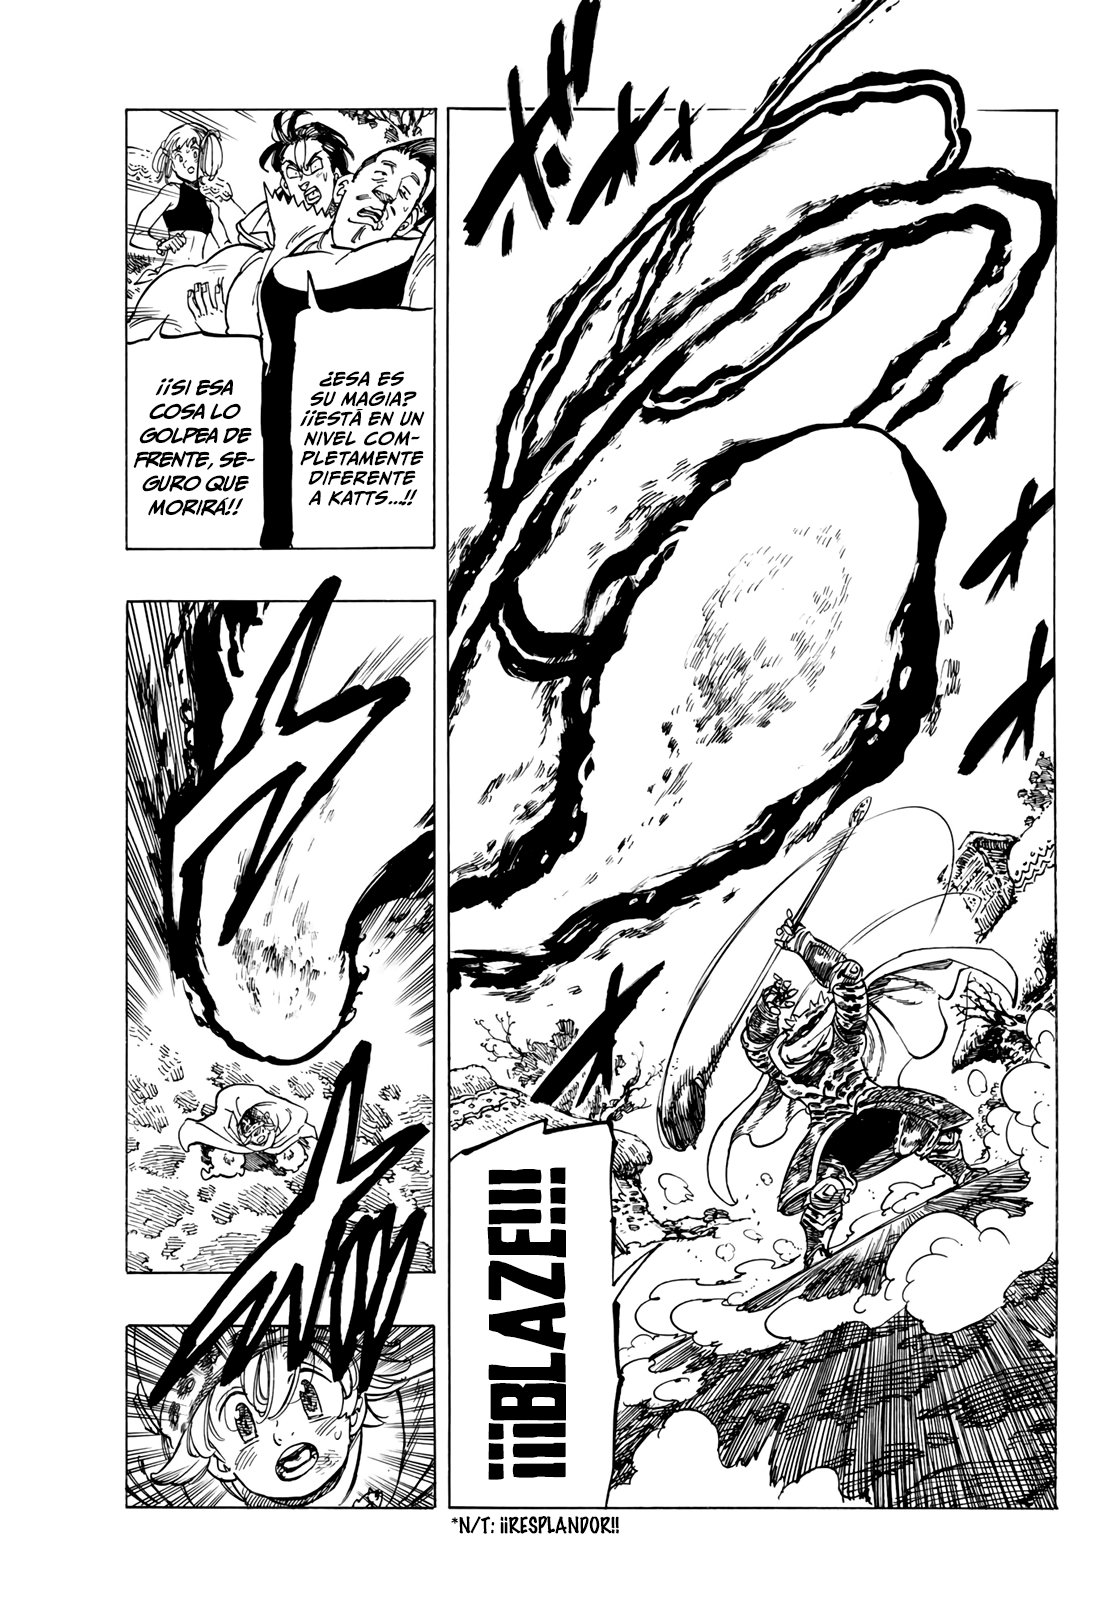 ¡¡¡BLAZE!!!
*N/T: ¡¡RESPLANDOR!!
¿ESA ES
SU MAGIA?
¡¡ESTÁ EN UN
NIVEL COM-
PLETAMENTE
DIFERENTE
A KATTS...!!
¡¡SI ESA
COSA LO
GOLPEA DE
FRENTE, SE-
GURO QUE
MORIRÁ!!